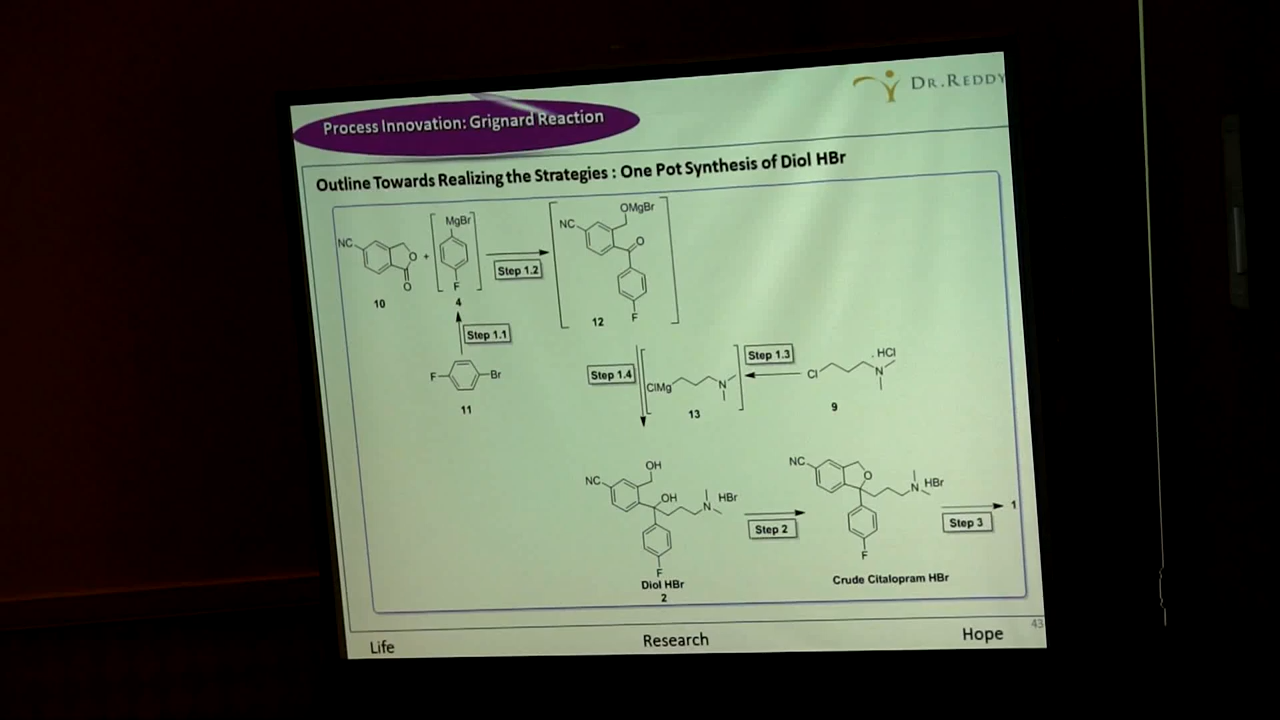 DR.REDDY
Process Innovation: Grignard Reaction
Outline Towards Realizing the Strategies : One Pot Synthesis of Diol HBr
NC
O
O
10
+
MgBr
F
4
Step 1.2
OMgBr
NC
O
F
12
Step 1.1
F
Br
11
Step 1.4
ClMg
N
13
Step 1.3
Cl
N
. HCl
9
NC
OH
OH
N
HBr
F
Diol HBr
2
Step 2
NC
O
N
HBr
F
Crude Citalopram HBr
Step 3
1
Life
Research
Hope
43